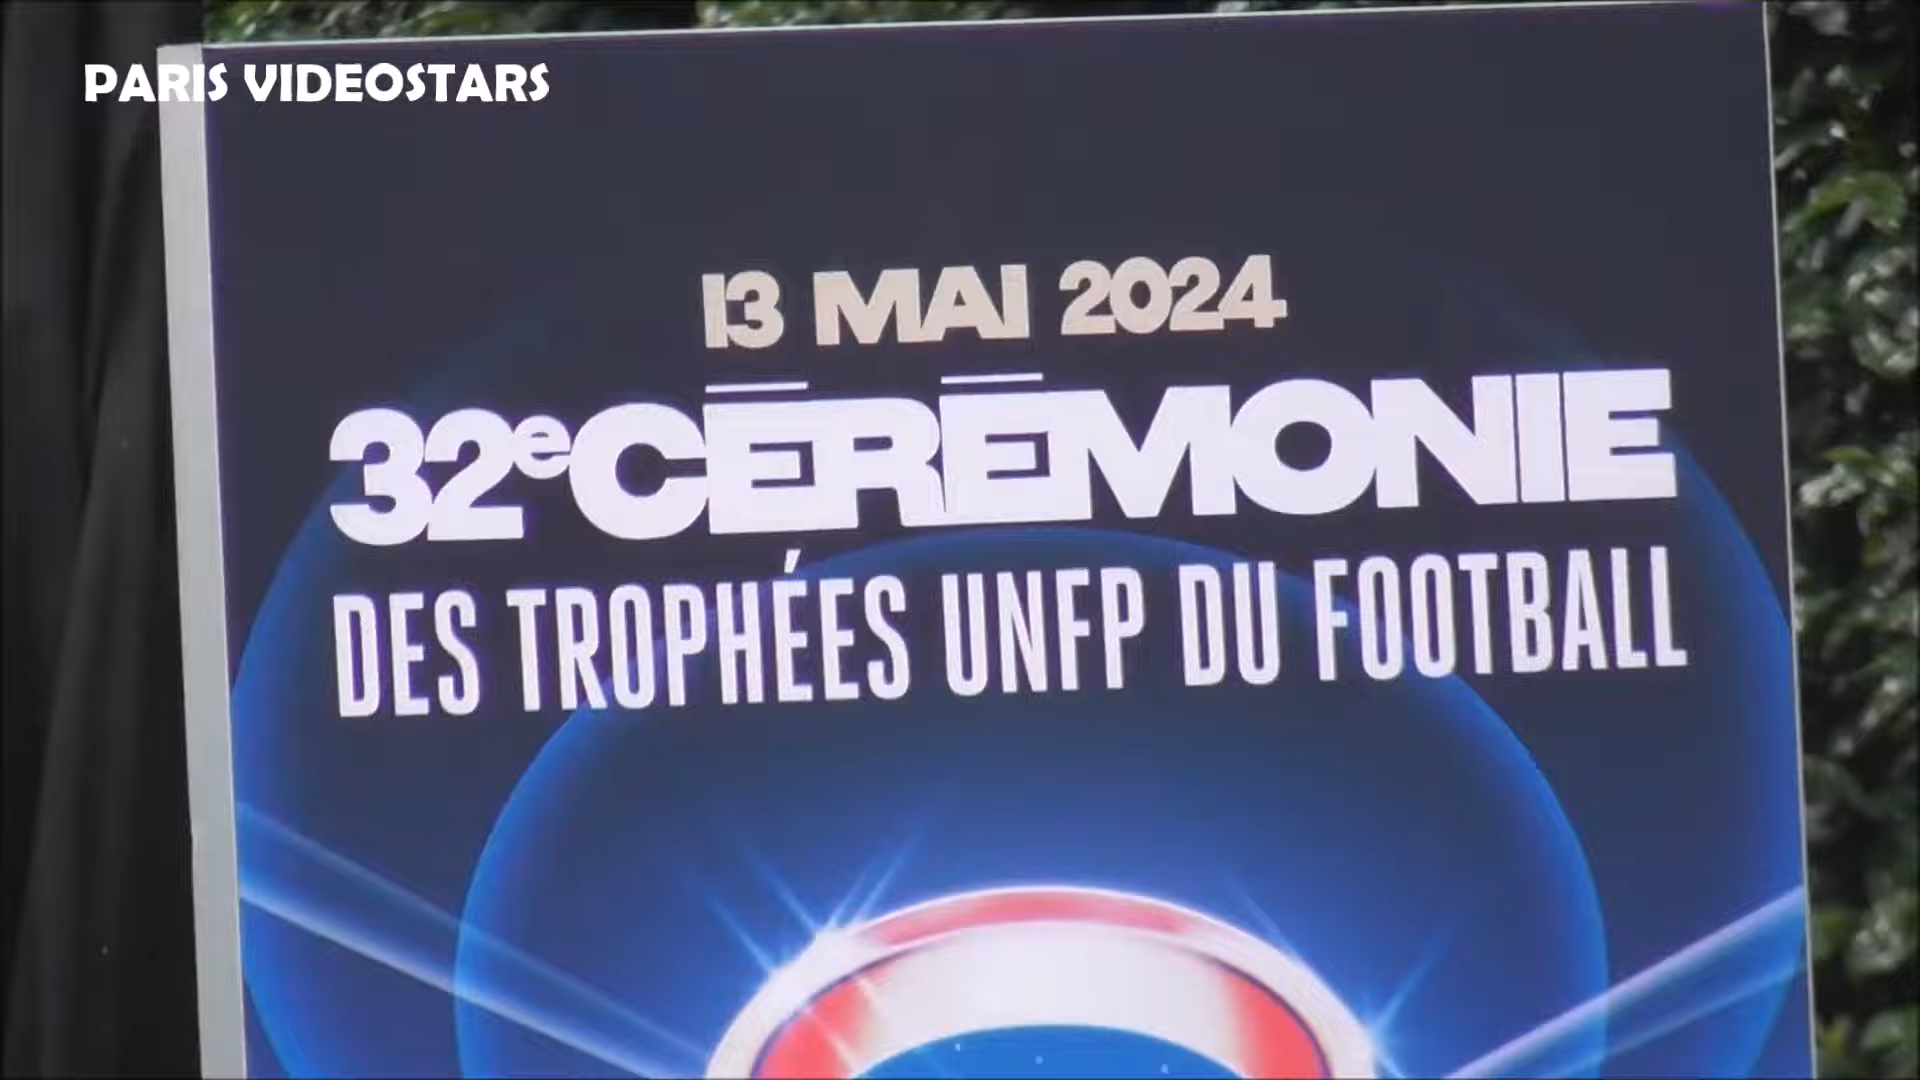 PARIS VIDEOSTARS
13 MAI 2024
32e CÉRÉMONIE
DES TROPHÉES UNFP DU FOOTBALL